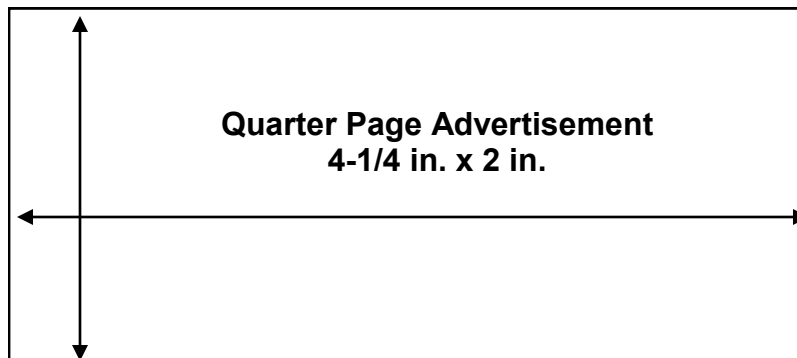 Quarter Page Advertisement
4-1/4 in. x 2 in.